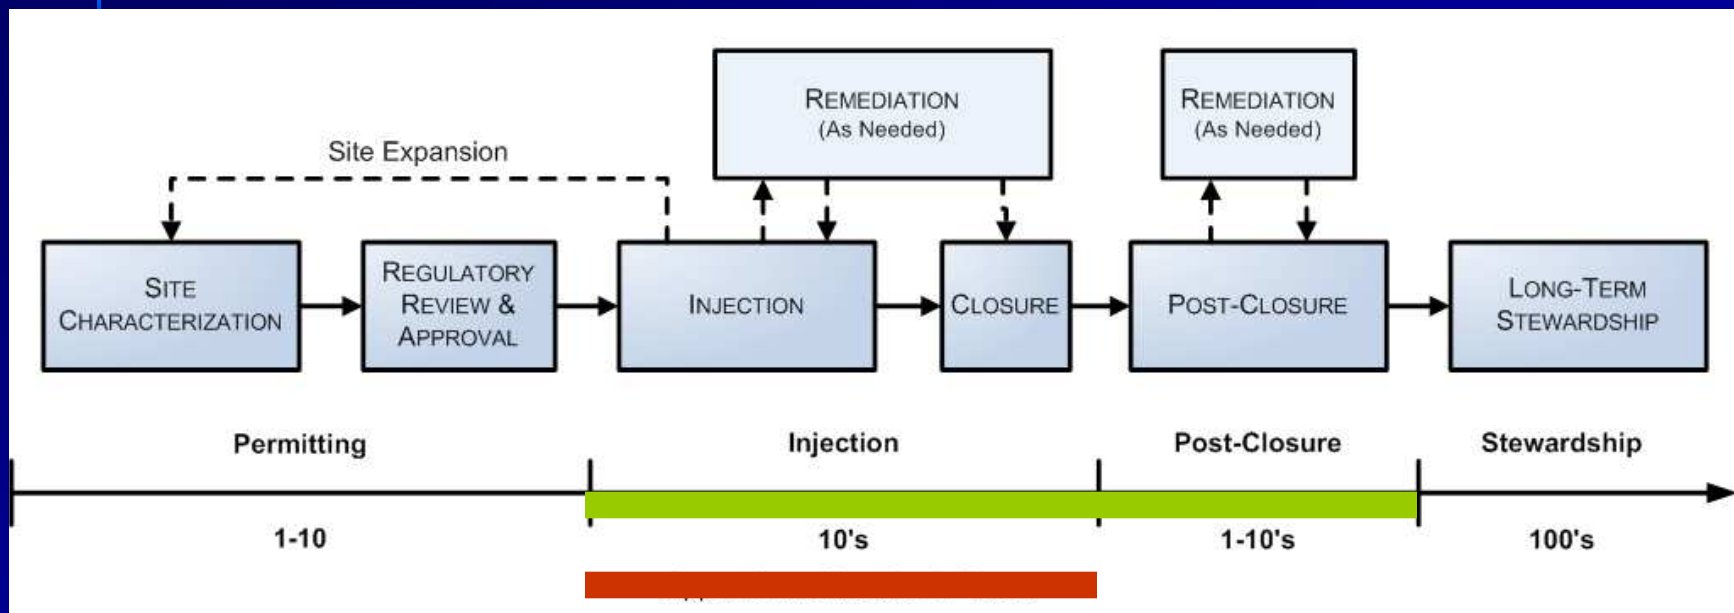 REMEDIATION
(As Needed)
REMEDIATION
(As Needed)
Site Expansion
SITE
CHARACTERIZATION
REGULATORY
REVIEW &
APPROVAL
INJECTION
CLOSURE
POST-CLOSURE
LONG-TERM
STEWARDSHIP
Permitting
Injection
Post-Closure
Stewardship
1-10
10's
1-10's
100's